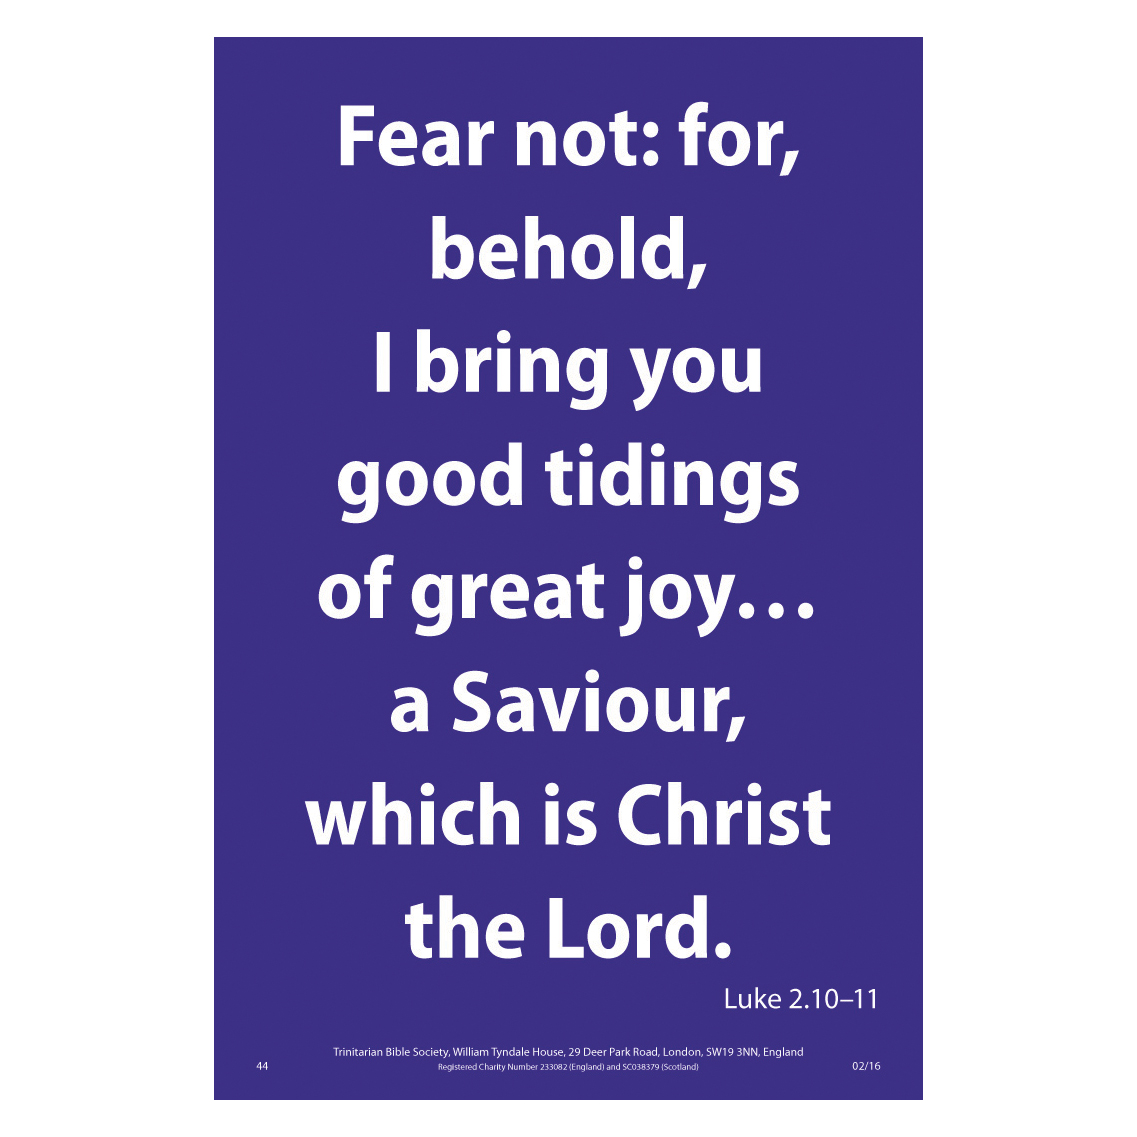 Fear not: for,
behold,
I bring you
good tidings
of great joy…
a Saviour,
which is Christ
the Lord.
Luke 2.10–11
Trinitarian Bible Society, William Tyndale House, 29 Deer Park Road, London, SW19 3NN, England
44 Registered Charity Number 233082 (England) and SC038379 (Scotland) 02/16